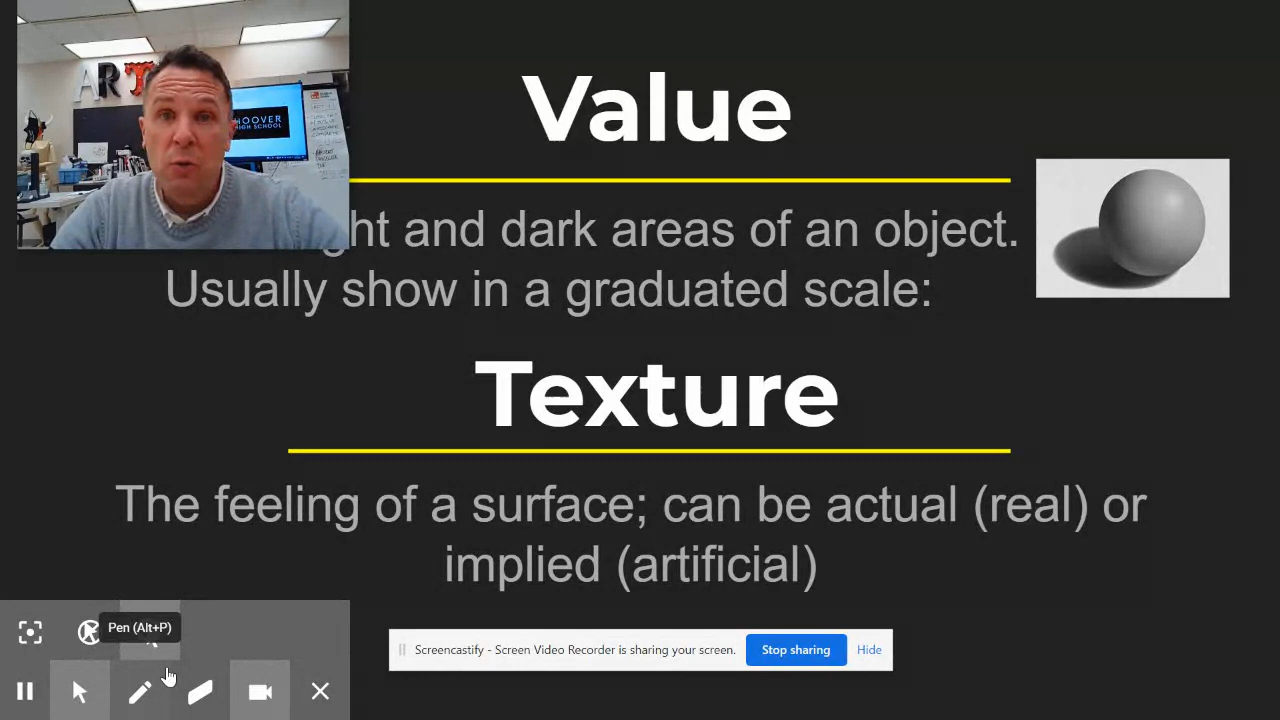 ART
HOOVER
HIGH SCHOOL
Value
and dark areas of an object.
Usually show in a graduated scale:
Texture
The feeling of a surface; can be actual (real) or
implied (artificial)
Pen (Alt+P)
Screencastify - Screen Video Recorder is sharing your screen.
Stop sharing
Hide